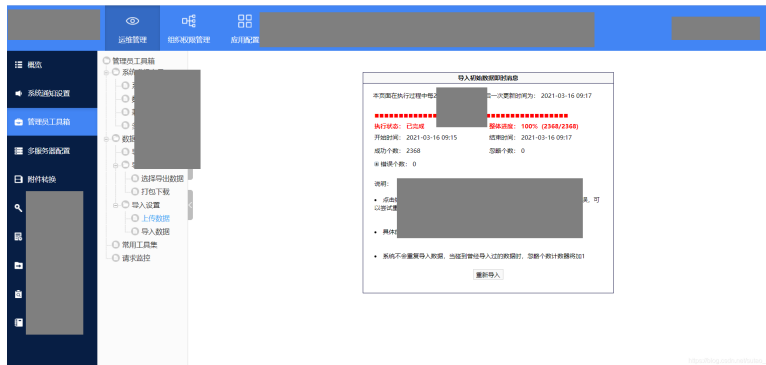 运维管理
组织权限管理
应用配置
概览
系统通知设置
管理员工具箱
多服务器配置
附件转换
管理员工具箱
选择导出数据
打包下载
导入设置
上传数据
导入数据
常用工具集
请求监控
导入初始数据即时消息
本页面在执行过程中每 后一次更新时间为： 2021-03-16 09:17
执行状态： 已完成 整体进度： 100% (2368/2368)
开始时间： 2021-03-16 09:15 结束时间： 2021-03-16 09:17
成功个数： 2368 忽略个数： 0
错误个数： 0
说明：
• 点击 误，可
以尝试重
• 具体
• 系统不会重复导入数据，当碰到曾经导入过的数据时，忽略个数计数器将加1
重新导入